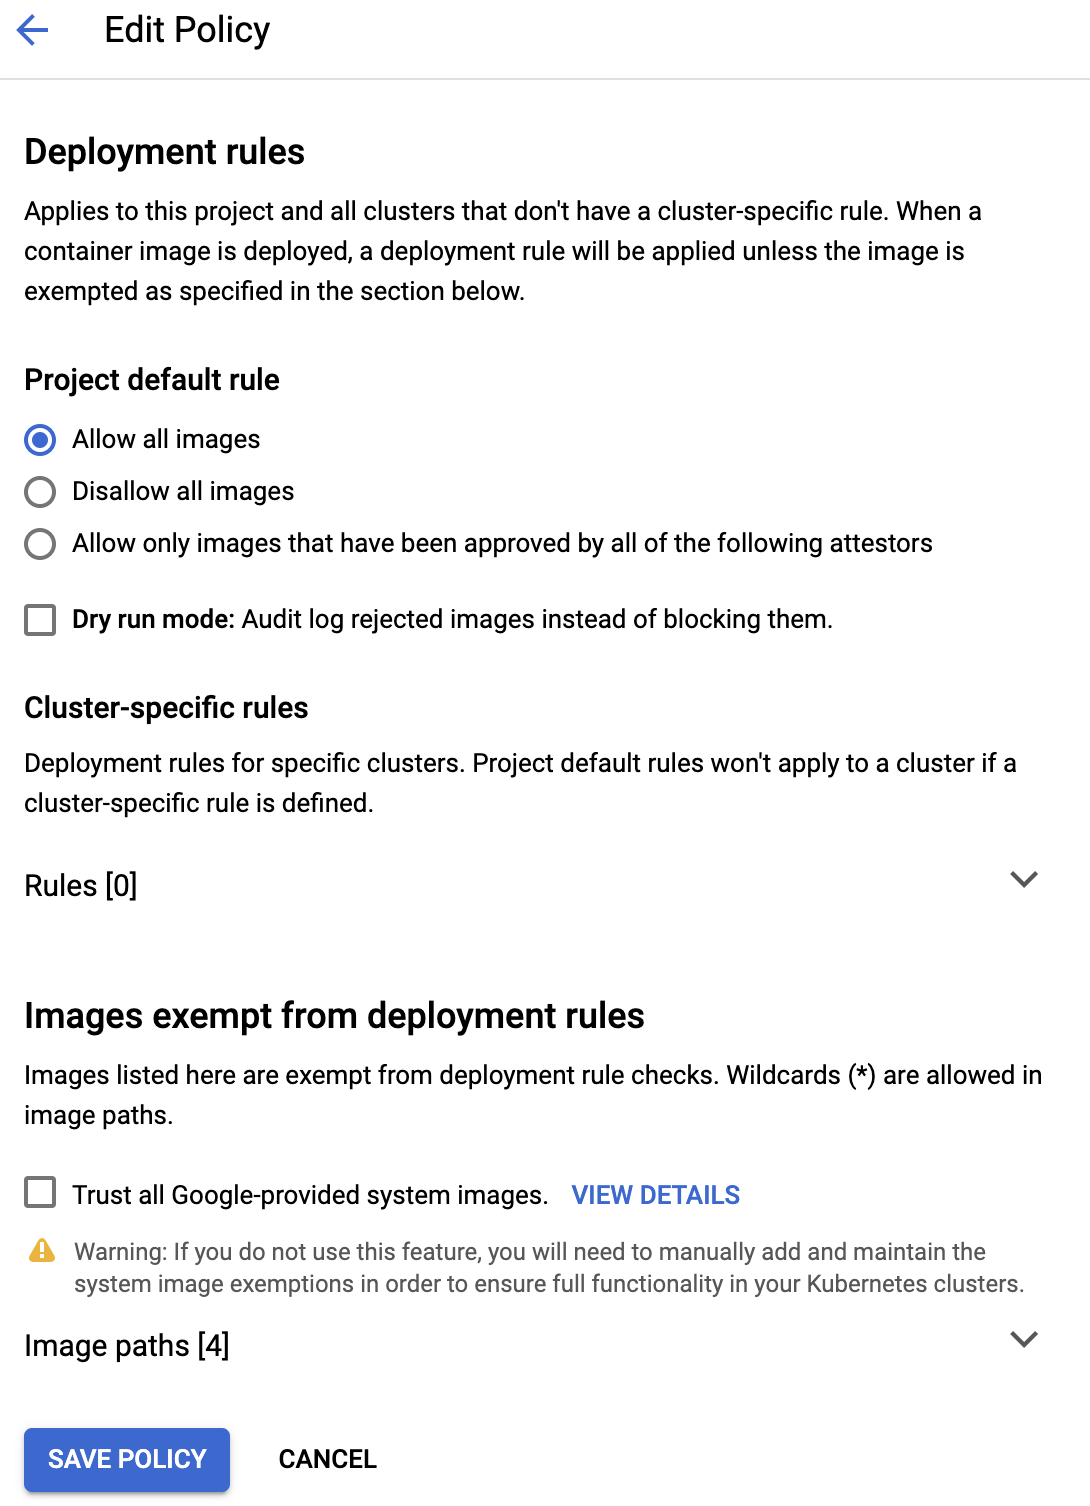 Edit Policy
Deployment rules
Applies to this project and all clusters that don't have a cluster-specific rule. When a
container image is deployed, a deployment rule will be applied unless the image is
exempted as specified in the section below.
Project default rule
Allow all images
Disallow all images
Allow only images that have been approved by all of the following attestors
Dry run mode: Audit log rejected images instead of blocking them.
Cluster-specific rules
Deployment rules for specific clusters. Project default rules won't apply to a cluster if a
cluster-specific rule is defined.
Rules [0]
Images exempt from deployment rules
Images listed here are exempt from deployment rule checks. Wildcards (*) are allowed in
image paths.
Trust all Google-provided system images. VIEW DETAILS
Warning: If you do not use this feature, you will need to manually add and maintain the
system image exemptions in order to ensure full functionality in your Kubernetes clusters.
Image paths [4]
SAVE POLICY CANCEL